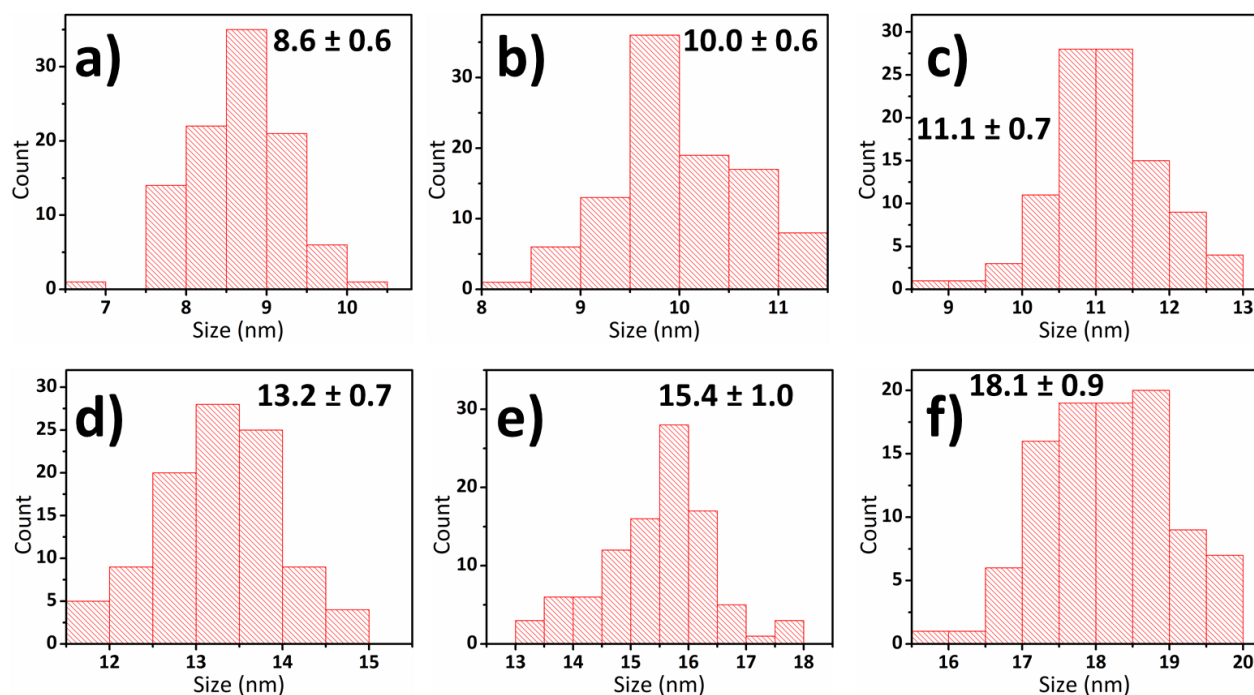 a)
8.6 ± 0.6
Count
30
20
10
0
7 8 9 10
Size (nm)
b)
10.0 ± 0.6
Count
30
20
10
0
8 9 10 11
Size (nm)
c)
11.1 ± 0.7
Count
30
25
20
15
10
5
0
9 10 11 12 13
Size (nm)
d)
13.2 ± 0.7
Count
30
25
20
15
10
5
0
12 13 14 15
Size (nm)
e)
15.4 ± 1.0
Count
30
20
10
0
13 14 15 16 17 18
Size (nm)
f)
18.1 ± 0.9
Count
20
15
10
5
0
16 17 18 19 20
Size (nm)